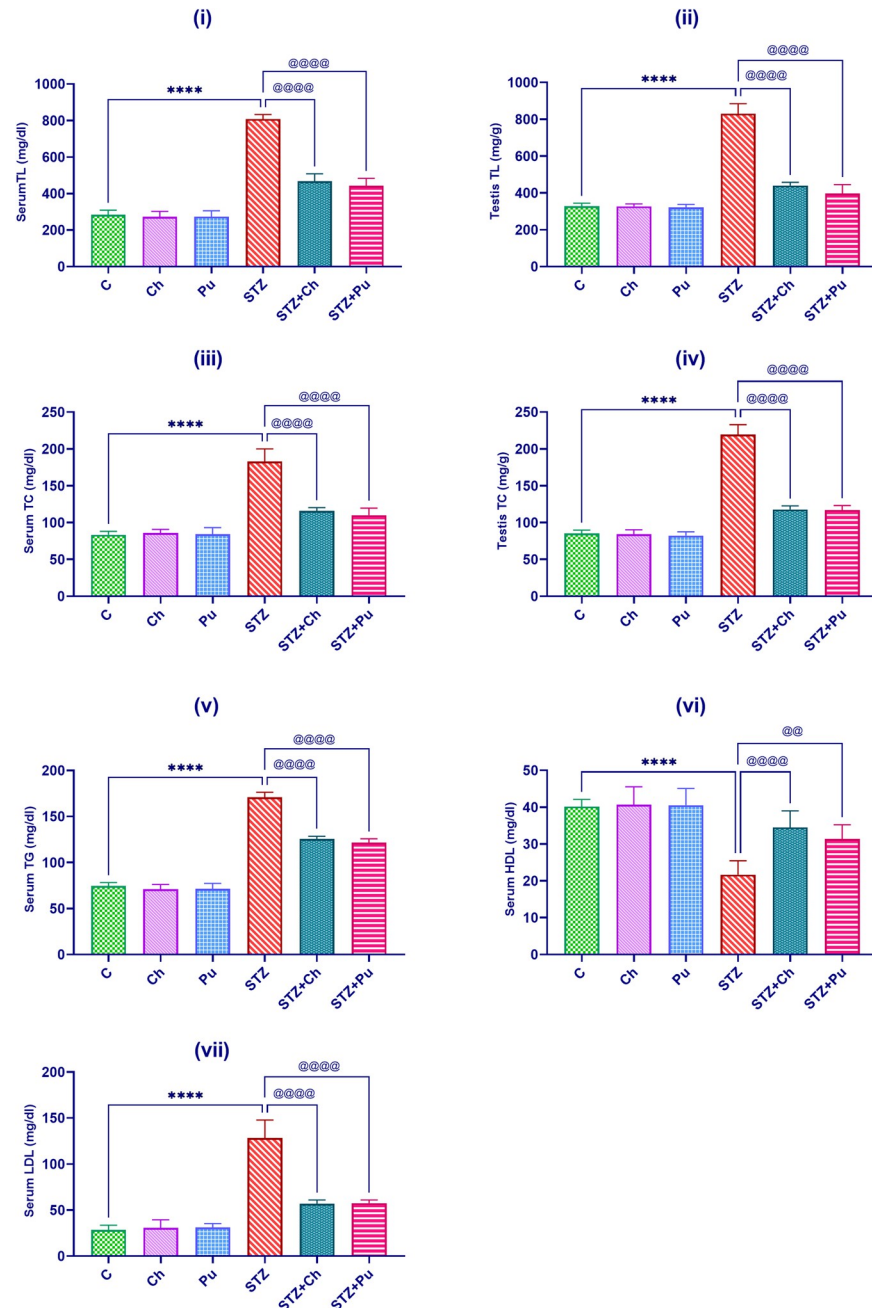 (i)
@@@@
**** @@@@
SerumTL (mg/dl)
1000
800
600
400
200
0
C Ch Pu STZ STZ+Ch STZ+Pu
(ii)
@@@@
**** @@@@
Testis TL (mg/g)
1000
800
600
400
200
0
C Ch Pu STZ STZ+Ch STZ+Pu
(iii)
@@@@
**** @@@@
Serum TC (mg/dl)
250
200
150
100
50
0
C Ch Pu STZ STZ+Ch STZ+Pu
(iv)
@@@@
**** @@@@
Testis TC (mg/g)
250
200
150
100
50
0
C Ch Pu STZ STZ+Ch STZ+Pu
(v)
@@@@
**** @@@@
Serum TG (mg/dl)
200
150
100
50
0
C Ch Pu STZ STZ+Ch STZ+Pu
(vi)
@@
**** @@@@
Serum HDL (mg/dl)
50
40
30
20
10
0
C Ch Pu STZ STZ+Ch STZ+Pu
(vii)
@@@@
**** @@@@
Serum LDL (mg/dl)
200
150
100
50
0
C Ch Pu STZ STZ+Ch STZ+Pu